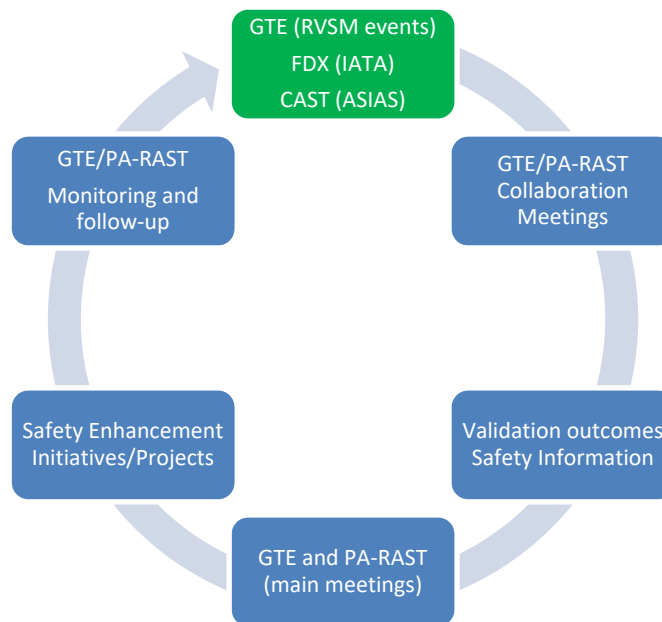 GTE (RVSM events)
FDX (IATA)
CAST (ASIAS)
GTE/PA-RAST
Collaboration
Meetings
Validation outcomes
Safety Information
GTE and PA-RAST
(main meetings)
Safety Enhancement
Initiatives/Projects
GTE/PA-RAST
Monitoring and
follow-up